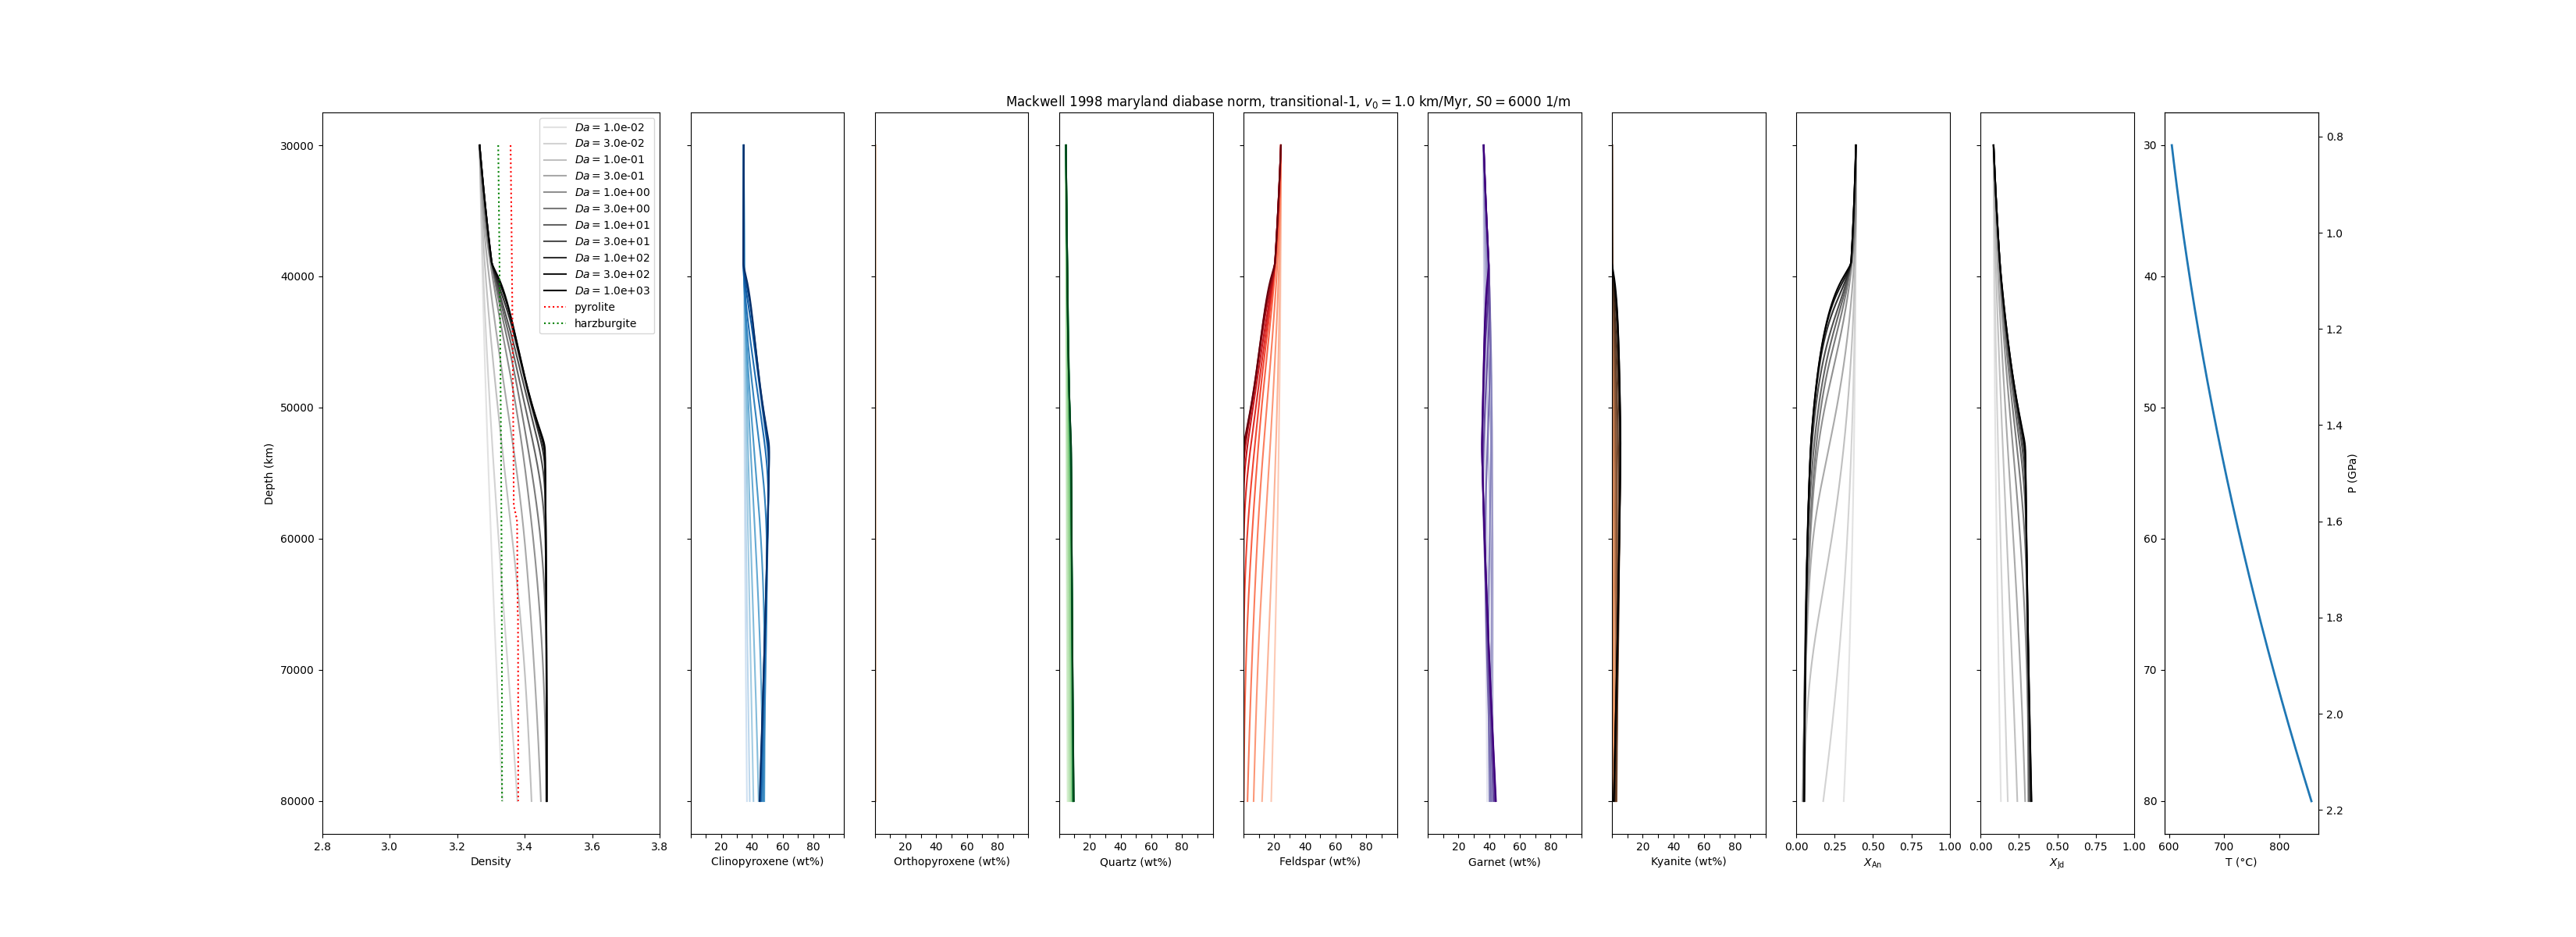 Mackwell 1998 maryland diabase norm, transitional-1, v₀ = 1.0 km/Myr, S0 = 6000 1/m
Da = 1.0e-02
Da = 3.0e-02
Da = 1.0e-01
Da = 3.0e-01
Da = 1.0e+00
Da = 3.0e+00
Da = 1.0e+01
Da = 3.0e+01
Da = 1.0e+02
Da = 3.0e+02
Da = 1.0e+03
pyrolite
harzburgite
Depth (km)
30000
40000
50000
60000
70000
80000
2.8 3.0 3.2 3.4 3.6 3.8
Density
20 40 60 80
Clinopyroxene (wt%)
20 40 60 80
Orthopyroxene (wt%)
20 40 60 80
Quartz (wt%)
20 40 60 80
Feldspar (wt%)
20 40 60 80
Garnet (wt%)
20 40 60 80
Kyanite (wt%)
0.00 0.25 0.50 0.75 1.00
X_An
0.00 0.25 0.50 0.75 1.00
X_Jd
30
40
50
60
70
80
600 700 800
T (°C)
0.8
1.0
1.2
1.4
1.6
1.8
2.0
2.2
P (GPa)